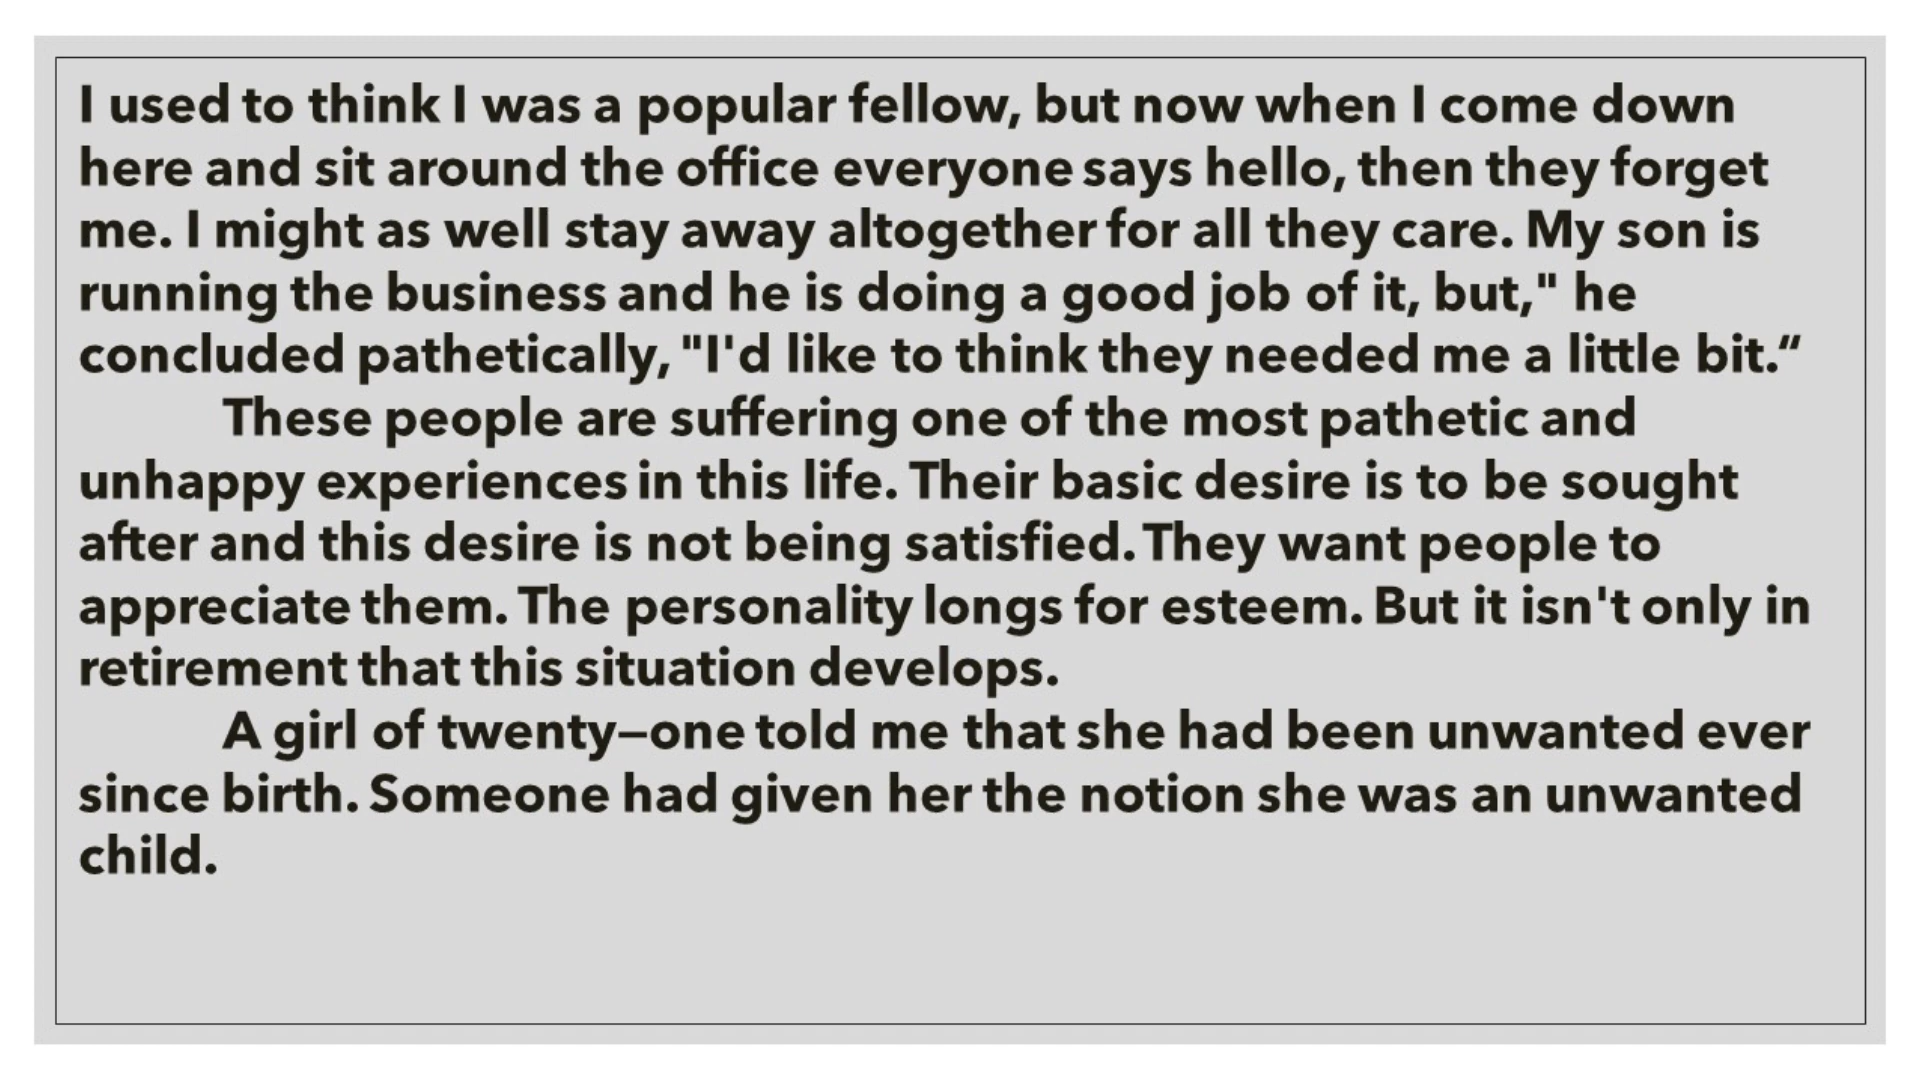 I used to think I was a popular fellow, but now when I come down
here and sit around the office everyone says hello, then they forget
me. I might as well stay away altogether for all they care. My son is
running the business and he is doing a good job of it, but," he
concluded pathetically, "I'd like to think they needed me a little bit.“
These people are suffering one of the most pathetic and
unhappy experiences in this life. Their basic desire is to be sought
after and this desire is not being satisfied. They want people to
appreciate them. The personality longs for esteem. But it isn't only in
retirement that this situation develops.
A girl of twenty—one told me that she had been unwanted ever
since birth. Someone had given her the notion she was an unwanted
child.